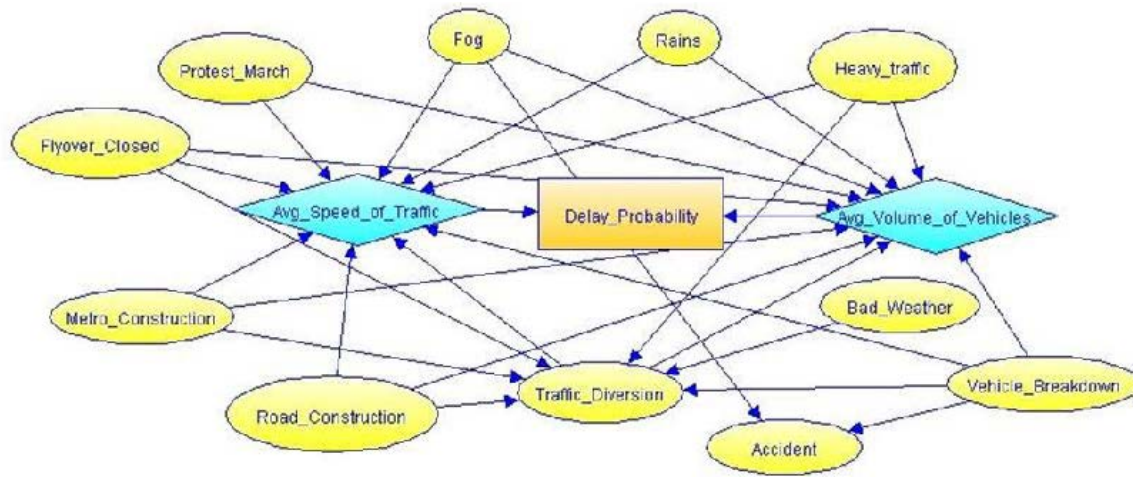 Fog
Rains
Protest_March
Heavy_traffic
Flyover_Closed
Avg_Speed_of_Traffic
Delay_Probability
Avg_Volume_of_Vehicles
Bad_Weather
Metro_Construction
Vehicle_Breakdown
Traffic_Diversion
Road_Construction
Accident